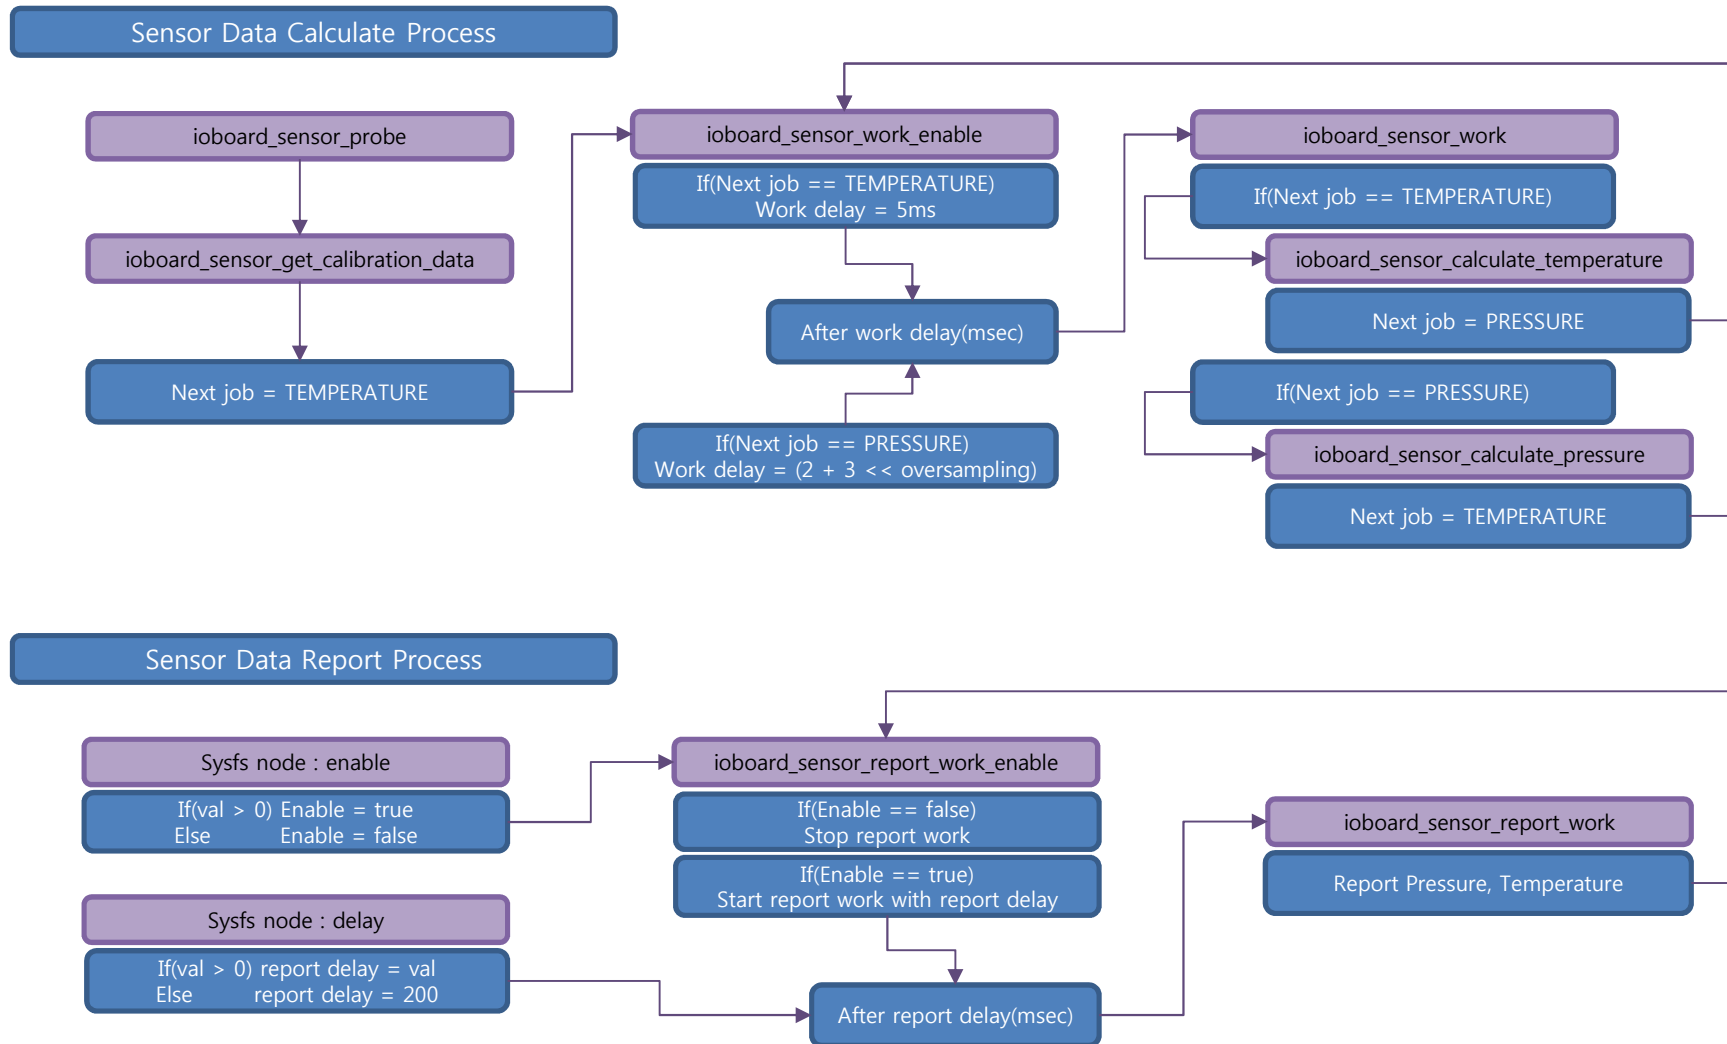 Sensor Data Calculate Process
ioboard_sensor_probe
ioboard_sensor_get_calibration_data
Next job = TEMPERATURE
ioboard_sensor_work_enable
If(Next job == TEMPERATURE)
Work delay = 5ms
After work delay(msec)
If(Next job == PRESSURE)
Work delay = (2 + 3 << oversampling)
ioboard_sensor_work
If(Next job == TEMPERATURE)
ioboard_sensor_calculate_temperature
Next job = PRESSURE
If(Next job == PRESSURE)
ioboard_sensor_calculate_pressure
Next job = TEMPERATURE
Sensor Data Report Process
Sysfs node : enable
If(val > 0) Enable = true
Else Enable = false
Sysfs node : delay
If(val > 0) report delay = val
Else report delay = 200
ioboard_sensor_report_work_enable
If(Enable == false)
Stop report work
If(Enable == true)
Start report work with report delay
After report delay(msec)
ioboard_sensor_report_work
Report Pressure, Temperature